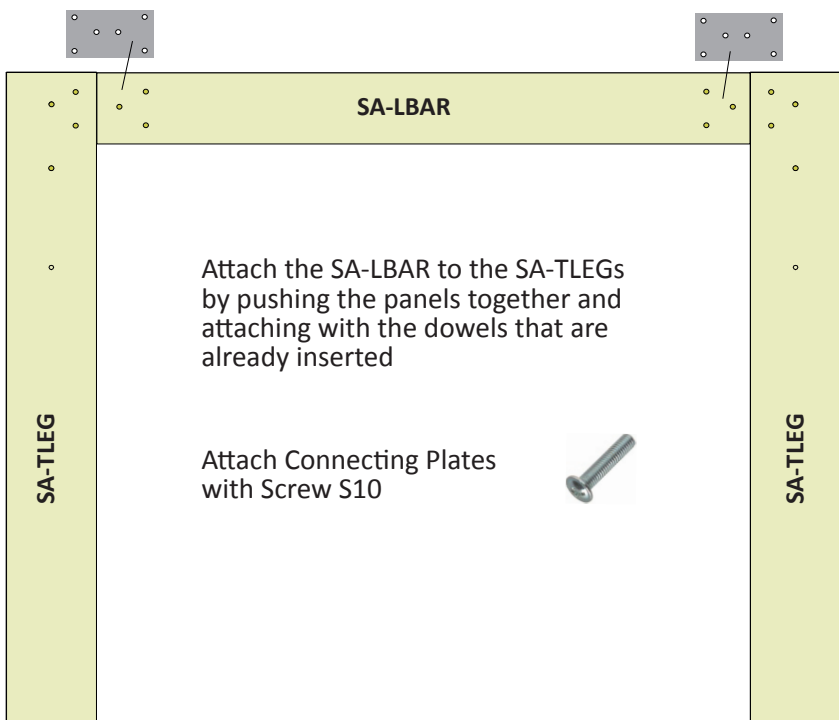 SA-LBAR
Attach the SA-LBAR to the SA-TLEGs
by pushing the panels together and
attaching with the dowels that are
already inserted
SA-TLEG
SA-TLEG
Attach Connecting Plates
with Screw S10